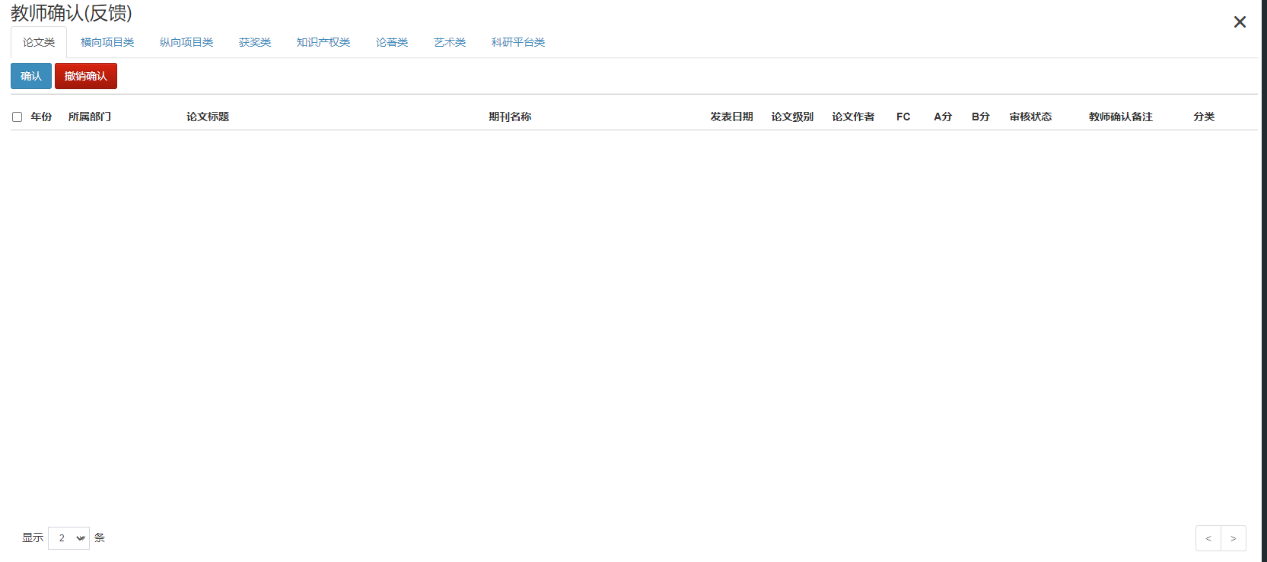 教师确认(反馈)
×
论文类 横向项目类 纵向项目类 获奖类 知识产权类 论著类 艺术类 科研平台类
确认 撤销确认
年份 所属部门 论文标题 期刊名称 发表日期 论文级别 论文作者 FC A分 B分 审核状态 教师确认备注 分类
显示 2 条 < >